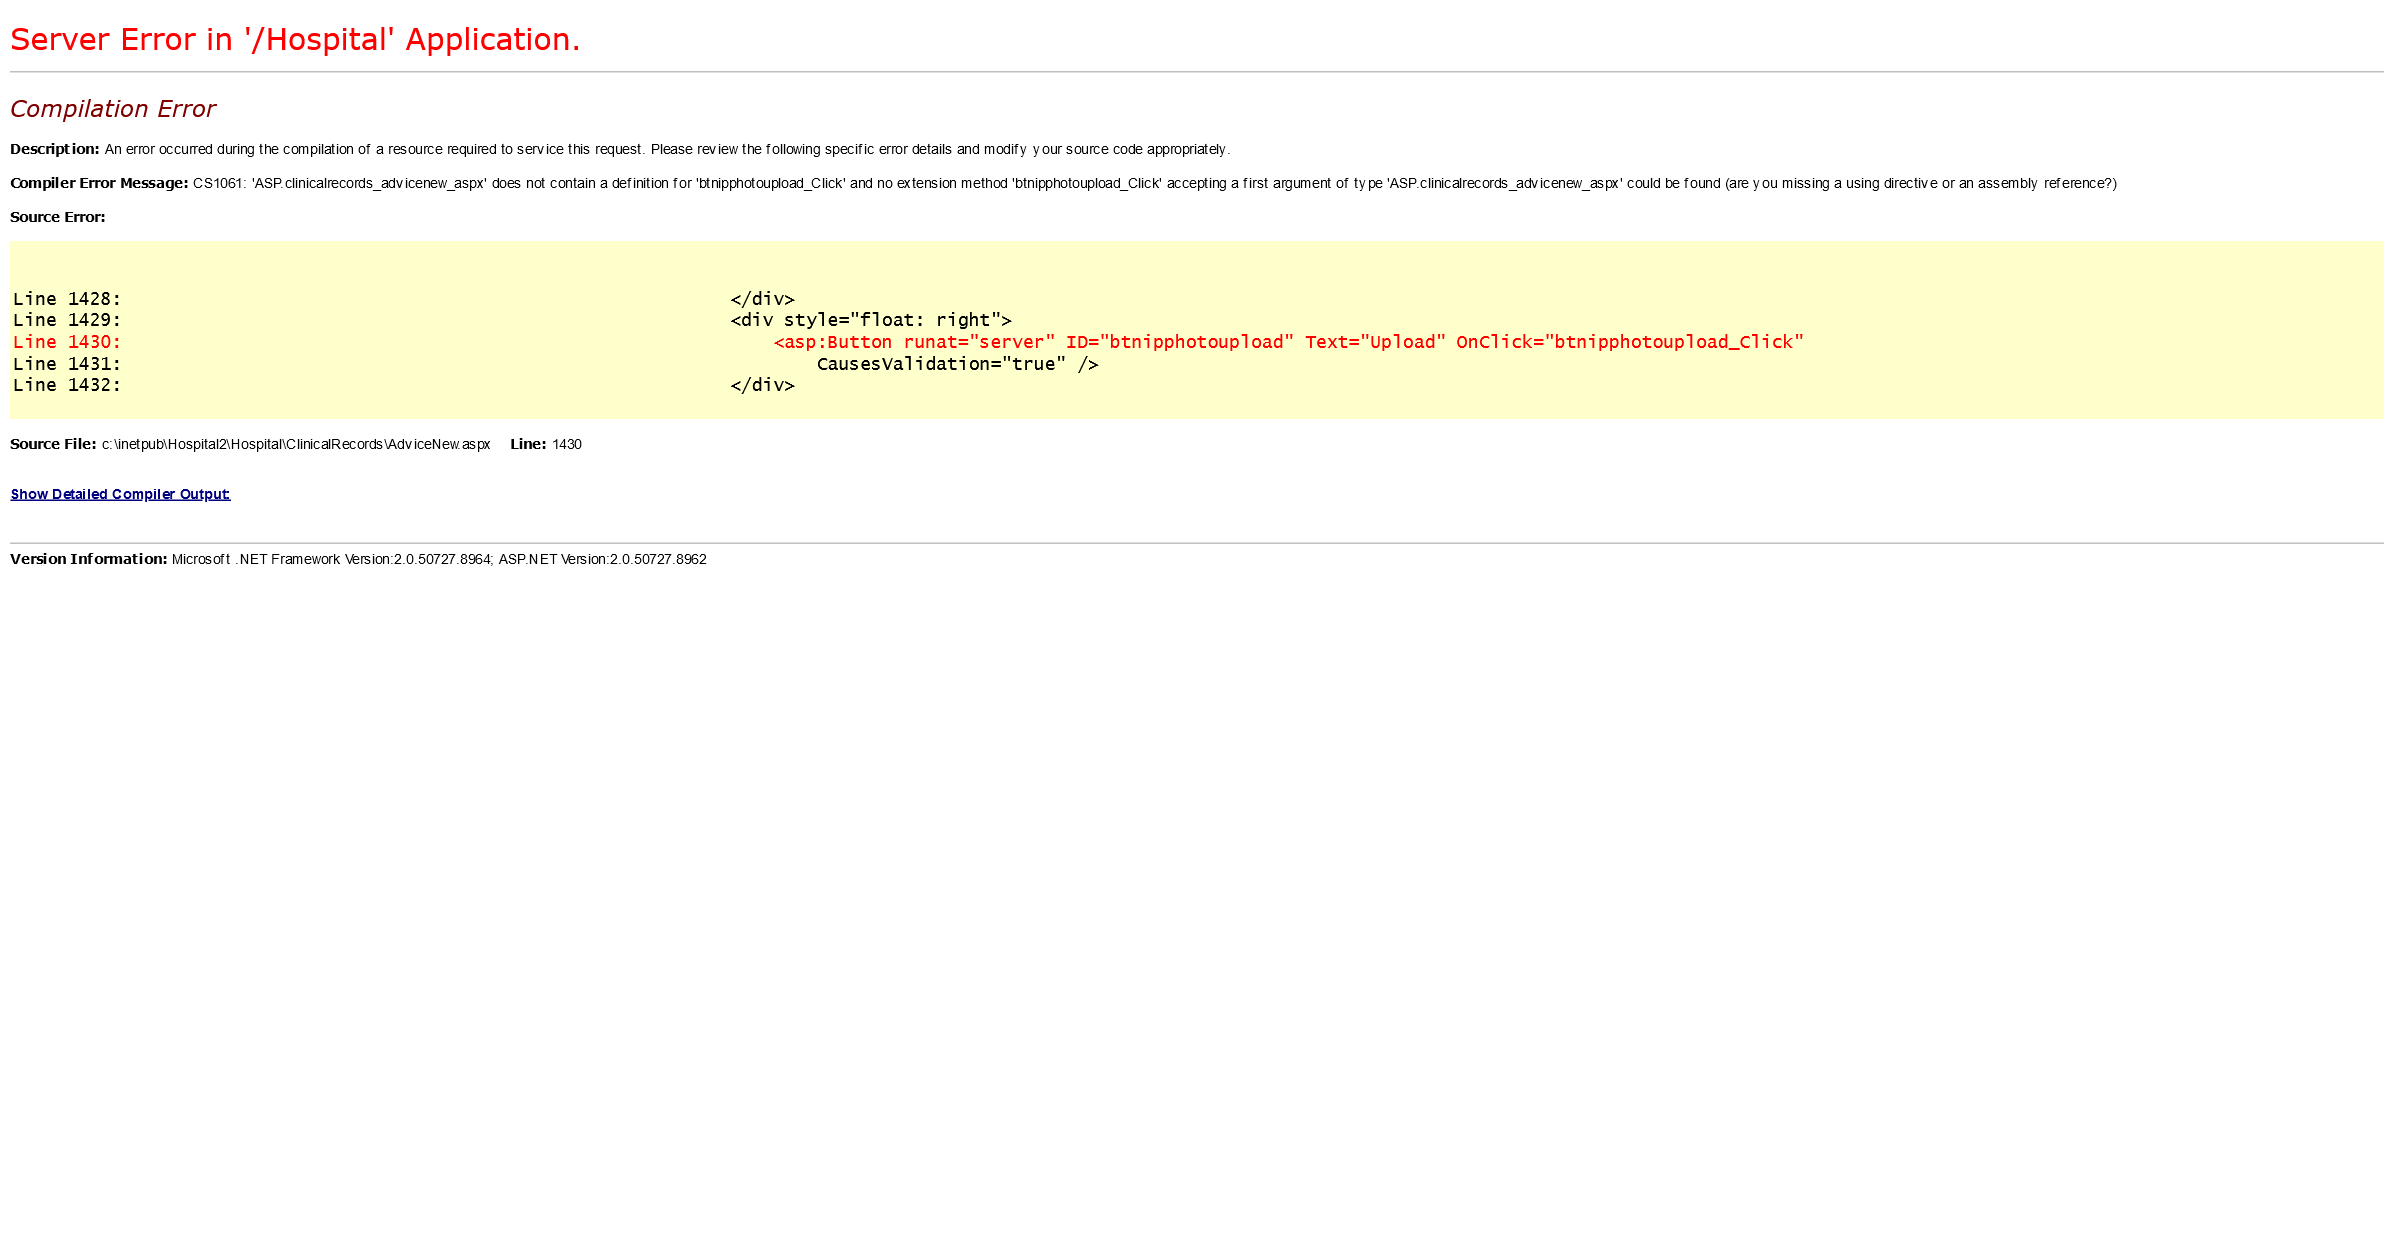 Server Error in '/Hospital' Application.
Compilation Error
Description: An error occurred during the compilation of a resource required to service this request. Please review the following specific error details and modify your source code appropriately.
Compiler Error Message: CS1061: 'ASP.clinicalrecords_advicenew_aspx' does not contain a definition for 'btnipphotoupload_Click' and no extension method 'btnipphotoupload_Click' accepting a first argument of type 'ASP.clinicalrecords_advicenew_aspx' could be found (are you missing a using directive or an assembly reference?)
Source Error:
Line 1428: </div>
Line 1429: <div style="float: right">
Line 1430: <asp:Button runat="server" ID="btnipphotoupload" Text="Upload" OnClick="btnipphotoupload_Click"
Line 1431: CausesValidation="true" />
Line 1432: </div>
Source File: c:\inetpub\Hospital2\Hospital\ClinicalRecords\AdviceNew.aspx Line: 1430
Show Detailed Compiler Output:
Version Information: Microsoft .NET Framework Version:2.0.50727.8964; ASP.NET Version:2.0.50727.8962